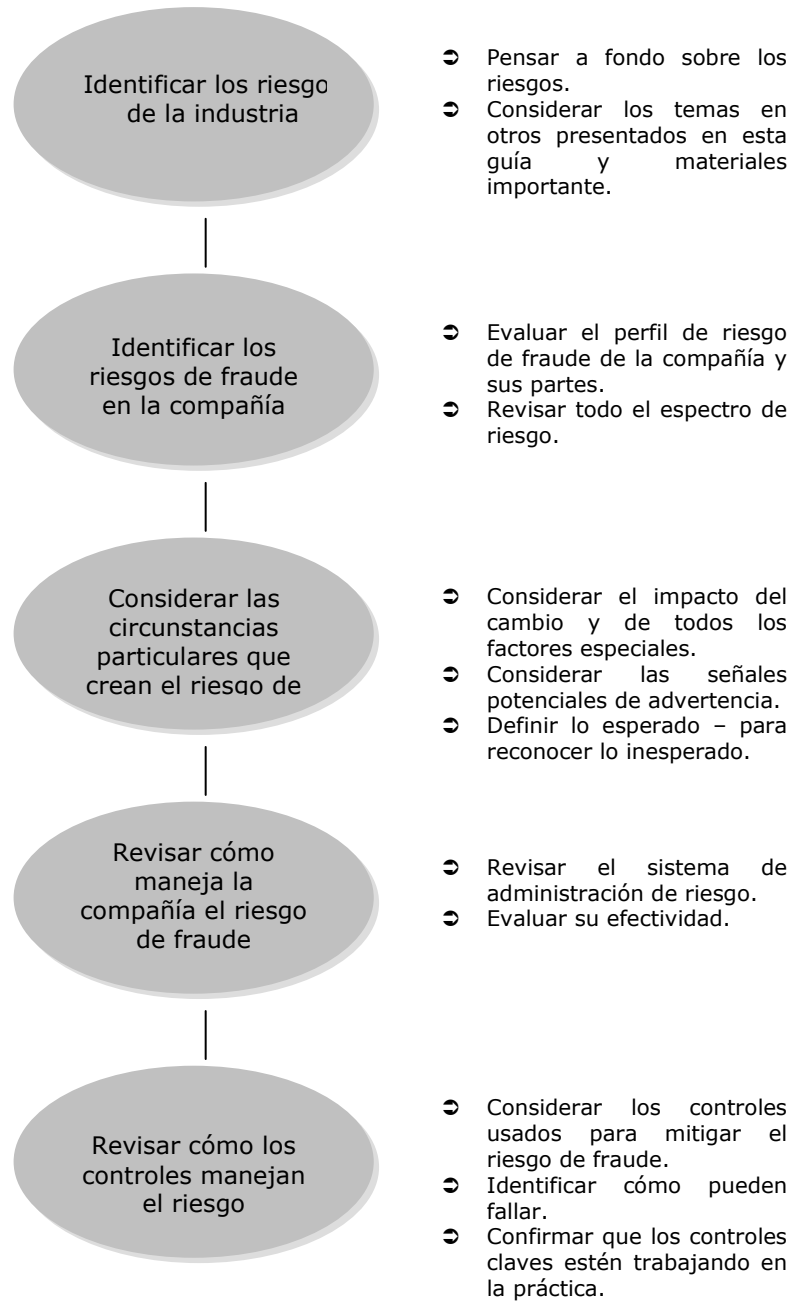 Identificar los riesgo
de la industria
➲ Pensar a fondo sobre los
riesgos.
➲ Considerar los temas en
otros presentados en esta
guía y materiales
importante.
Identificar los
riesgos de fraude
en la compañía
➲ Evaluar el perfil de riesgo
de fraude de la compañía y
sus partes.
➲ Revisar todo el espectro de
riesgo.
Considerar las
circunstancias
particulares que
crean el riesgo de
➲ Considerar el impacto del
cambio y de todos los
factores especiales.
➲ Considerar las señales
potenciales de advertencia.
➲ Definir lo esperado – para
reconocer lo inesperado.
Revisar cómo
maneja la
compañía el riesgo
de fraude
➲ Revisar el sistema de
administración de riesgo.
➲ Evaluar su efectividad.
Revisar cómo los
controles manejan
el riesgo
➲ Considerar los controles
usados para mitigar el
riesgo de fraude.
➲ Identificar cómo pueden
fallar.
➲ Confirmar que los controles
claves estén trabajando en
la práctica.